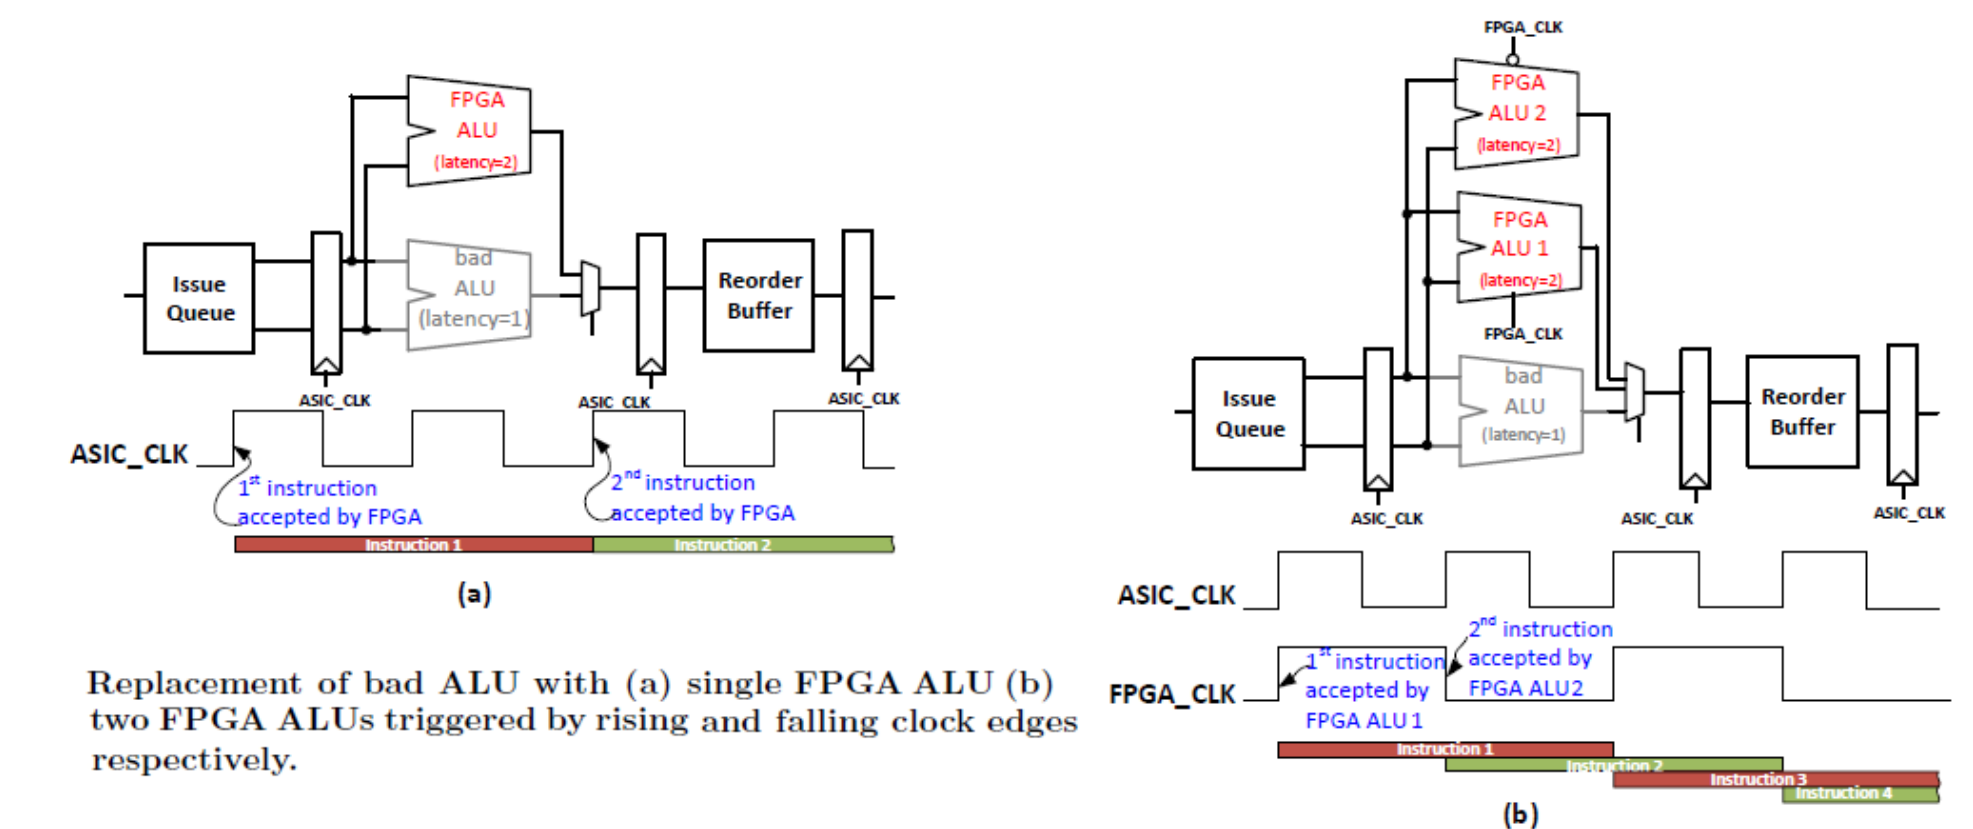 FPGA
ALU
(latency=2)
Issue
Queue
bad
ALU
(latency=1)
Reorder
Buffer
ASIC_CLK
ASIC_CLK
ASIC_CLK
ASIC_CLK
1st instruction
accepted by FPGA
2nd instruction
accepted by FPGA
Instruction 1
Instruction 2
(a)
Replacement of bad ALU with (a) single FPGA ALU (b)
two FPGA ALUs triggered by rising and falling clock edges
respectively.
FPGA_CLK
FPGA
ALU 2
(latency=2)
FPGA
ALU 1
(latency=2)
FPGA_CLK
Issue
Queue
bad
ALU
(latency=1)
Reorder
Buffer
ASIC_CLK
ASIC_CLK
ASIC_CLK
ASIC_CLK
FPGA_CLK
1st instruction
accepted by
FPGA ALU 1
2nd instruction
accepted by
FPGA ALU2
Instruction 1
Instruction 2
Instruction 3
Instruction 4
(b)